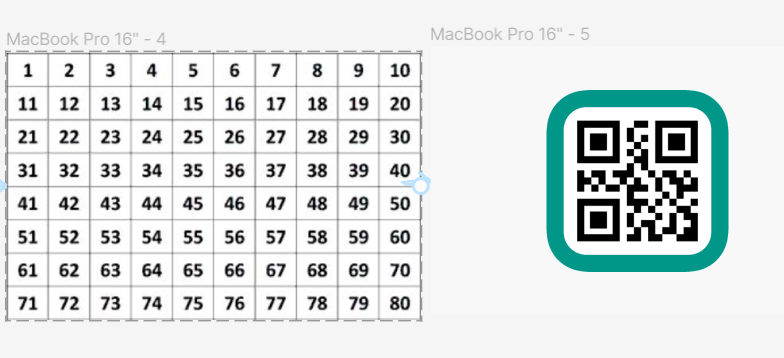 MacBook Pro 16" - 4
MacBook Pro 16" - 5
1 2 3 4 5 6 7 8 9 10
11 12 13 14 15 16 17 18 19 20
21 22 23 24 25 26 27 28 29 30
31 32 33 34 35 36 37 38 39 40
41 42 43 44 45 46 47 48 49 50
51 52 53 54 55 56 57 58 59 60
61 62 63 64 65 66 67 68 69 70
71 72 73 74 75 76 77 78 79 80